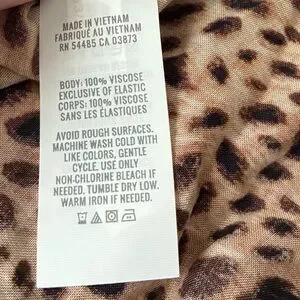 MADE IN VIETNAM
FABRIQUÉ AU VIETNAM
RN 54485 CA 03873
BODY: 100% VISCOSE
EXCLUSIVE OF ELASTIC
CORPS: 100% VISCOSE
SANS LES ÉLASTIQUES
AVOID ROUGH SURFACES.
MACHINE WASH COLD WITH
LIKE COLORS, GENTLE
CYCLE. USE ONLY
NON-CHLORINE BLEACH IF
NEEDED. TUMBLE DRY LOW.
WARM IRON IF NEEDED.